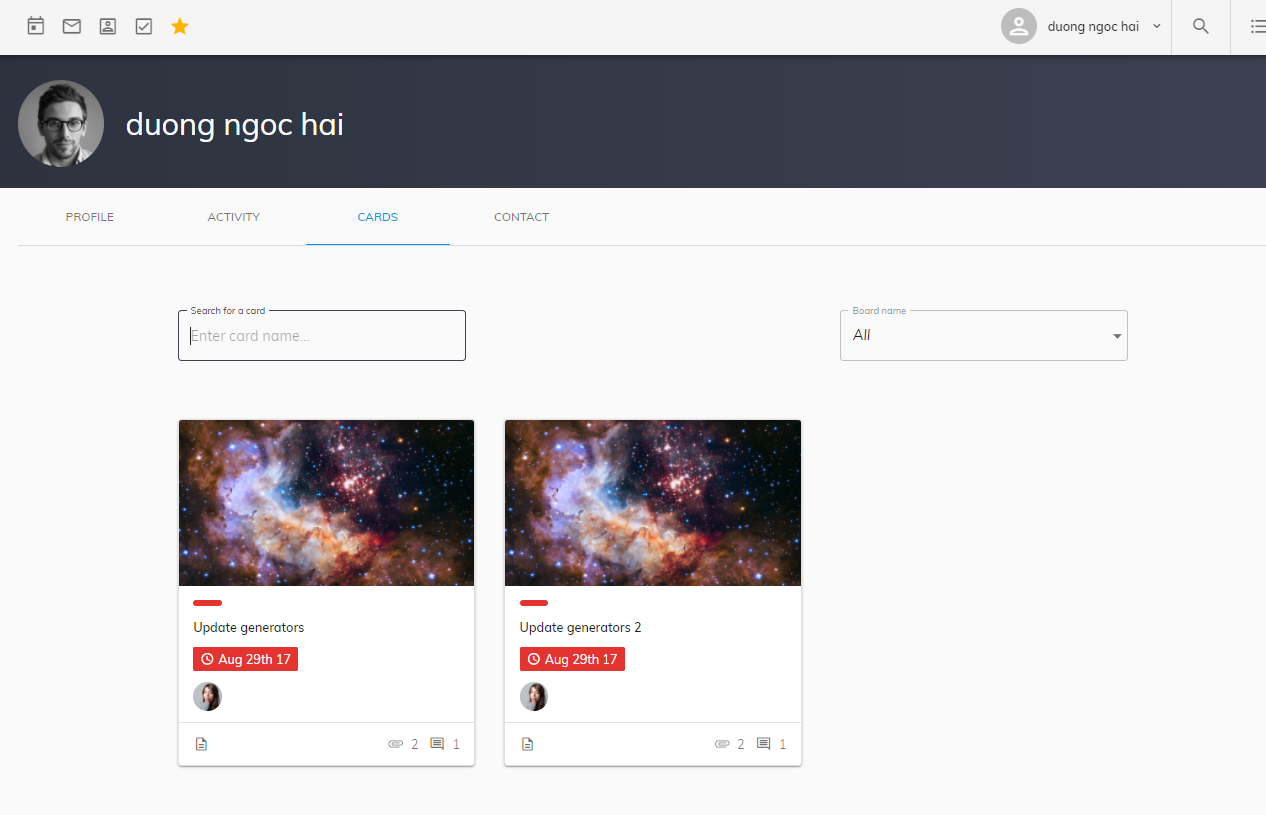 duong ngoc hai
duong ngoc hai
PROFILE ACTIVITY CARDS CONTACT
Search for a card
Enter card name...
Board name
All
Update generators
Aug 29th 17
2 1
Update generators 2
Aug 29th 17
2 1